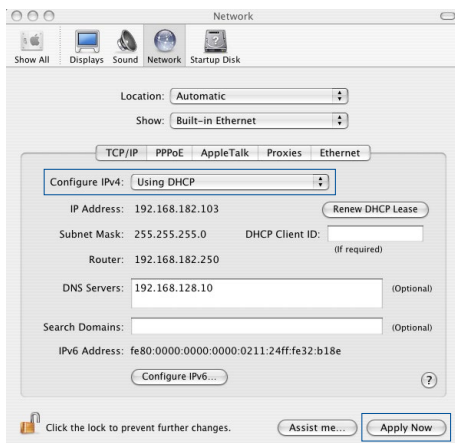 Network
Show All Displays Sound Network Startup Disk
Location: Automatic
Show: Built-in Ethernet
TCP/IP PPPoE AppleTalk Proxies Ethernet
Configure IPv4: Using DHCP
IP Address: 192.168.182.103 Renew DHCP Lease
Subnet Mask: 255.255.255.0 DHCP Client ID:
(If required)
Router: 192.168.182.250
DNS Servers: 192.168.128.10 (Optional)
Search Domains: (Optional)
IPv6 Address: fe80:0000:0000:0000:0211:24ff:fe32:b18e
Configure IPv6... ?
Click the lock to prevent further changes. Assist me... Apply Now